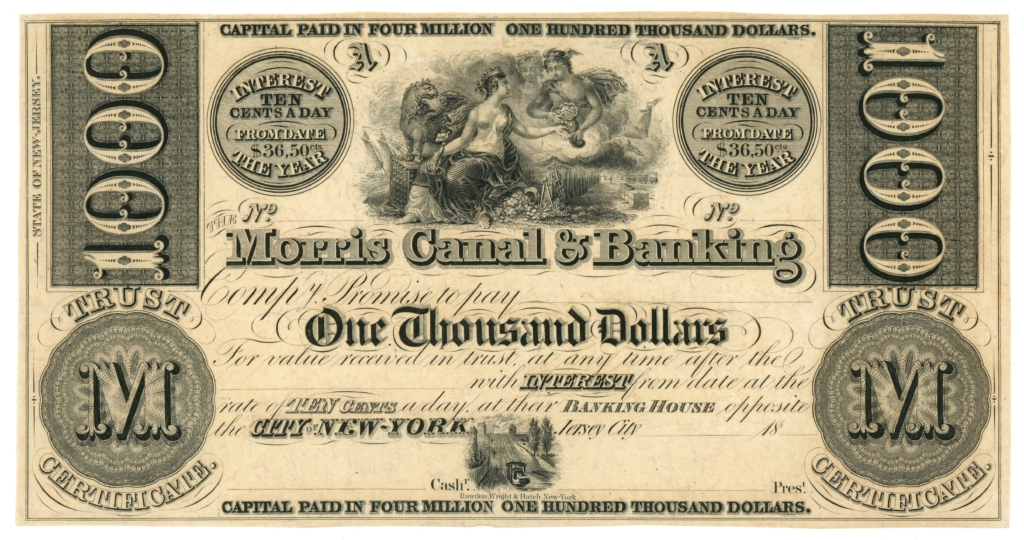 CAPITAL PAID IN FOUR MILLION ONE HUNDRED THOUSAND DOLLARS.
STATE OF NEW-JERSEY.
1000
A
A
1000
INTEREST
TEN
CENTS A DAY
FROM DATE
$36,50cts
THE YEAR
INTEREST
TEN
CENTS A DAY
FROM DATE
$36,50cts
THE YEAR
No
No
THE
Morris Canal & Banking
Compy. Promise to pay
One Thousand Dollars
For value received in trust, at any time after the
with INTEREST from date at the
rate of TEN CENTS a day, at thar BANKING HOUSE opposite
the CITY OF NEW-YORK. Jersey City 18
TRUST
M
CERTIFICATE.
TRUST
M
CERTIFICATE.
Cashr.
Prest.
Rawdon, Wright & Hatch New-York.
CAPITAL PAID IN FOUR MILLION ONE HUNDRED THOUSAND DOLLARS.